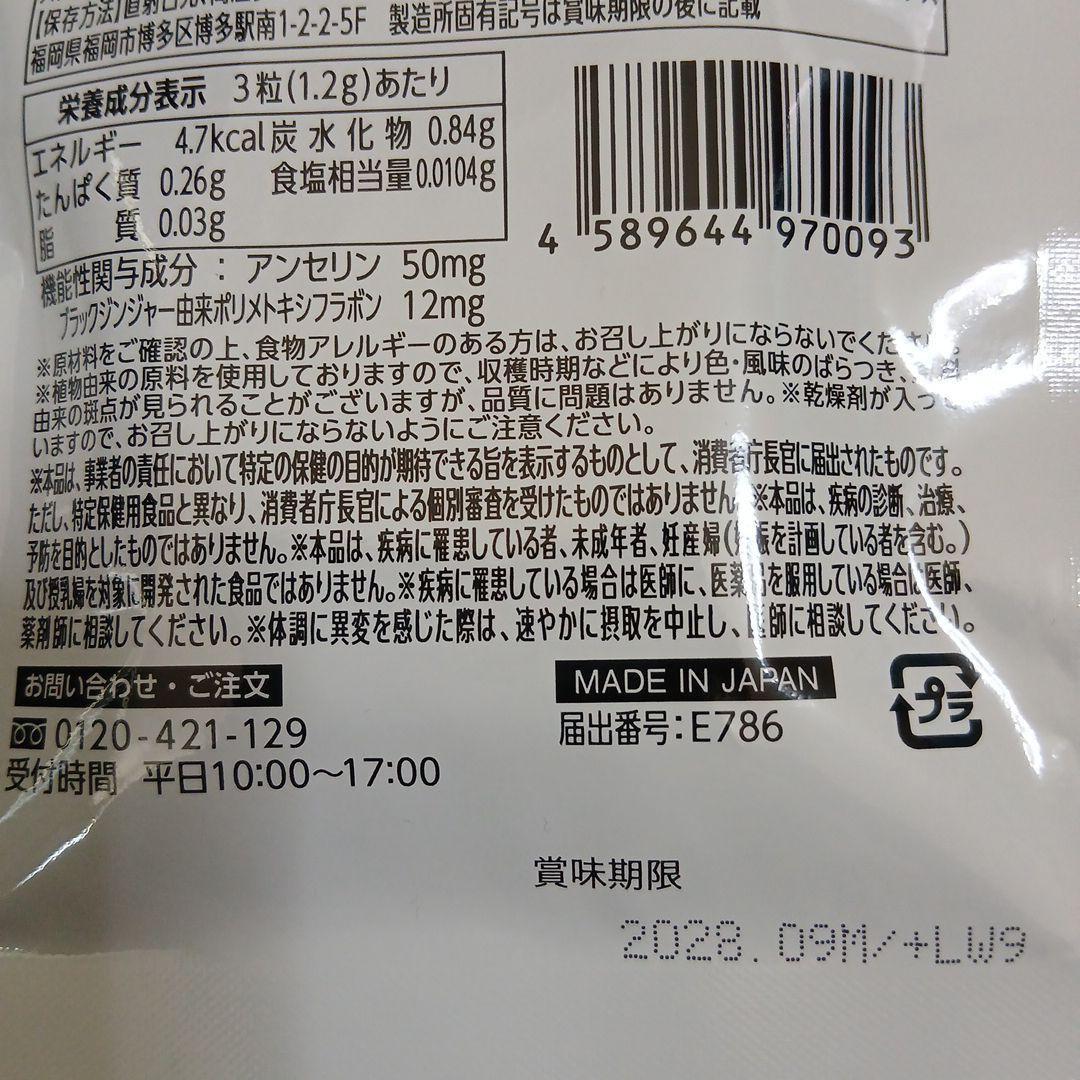 【保存方法】直射日光
福岡県福岡市博多区博多駅南1-2-2-5F 製造所固有記号は賞味期限の後に記載
栄養成分表示 3粒(1.2g)あたり
エネルギー 4.7kcal 炭水化物 0.84g
たんぱく質 0.26g 食塩相当量 0.0104g
脂質 0.03g
4 589644 970093
機能性関与成分：アンセリン 50mg
ブラックジンジャー由来ポリメトキシフラボン 12mg
※原材料をご確認の上、食物アレルギーのある方は、お召し上がりにならないでください。
※植物由来の原料を使用しておりますので、収穫時期などにより色・風味のばらつき、
由来の斑点が見られることがございますが、品質に問題はありません。※乾燥剤が入って
いますので、お召し上がりにならないようにご注意ください。
※本品は、事業者の責任において特定の保健の目的が期待できる旨を表示するものとして、消費者庁長官に届出されたものです。
ただし、特定保健用食品と異なり、消費者庁長官による個別審査を受けたものではありません。※本品は、疾病の診断、治療、
予防を目的としたものではありません。※本品は、疾病に罹患している者、未成年者、妊産婦(妊娠を計画している者を含む。)
及び授乳婦を対象に開発された食品ではありません。※疾病に罹患している場合は医師に、医薬品を服用している場合は医師、
薬剤師に相談してください。※体調に異変を感じた際は、速やかに摂取を中止し、医師に相談してください。
お問い合わせ・ご注文
0120-421-129
受付時間 平日10:00～17:00
MADE IN JAPAN
届出番号：E786
プラ
賞味期限
2028.09M/+LW9